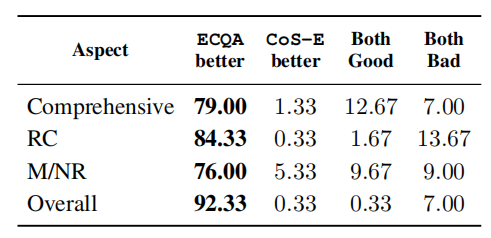 Aspect ECQA better CoS-E better Both Good Both Bad
Comprehensive 79.00 1.33 12.67 7.00
RC 84.33 0.33 1.67 13.67
M/NR 76.00 5.33 9.67 9.00
Overall 92.33 0.33 0.33 7.00